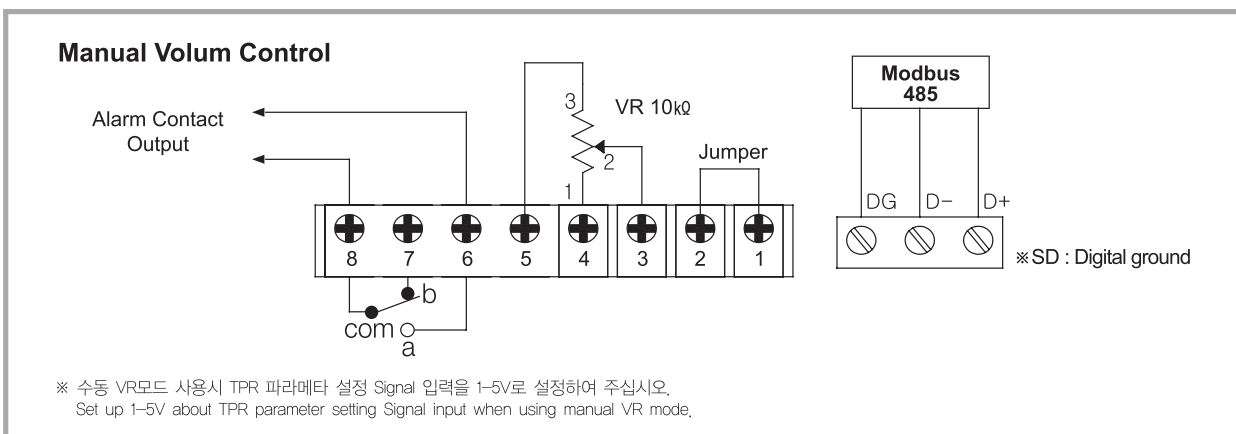 Manual Volum Control
Alarm Contact
Output
3
VR 10㏀
2
1
Jumper
8 7 6 5 4 3 2 1
b
com
a
Modbus
485
DG D- D+
※SD : Digital ground
※ 수동 VR모드 사용시 TPR 파라메타 설정 Signal 입력을 1-5V로 설정하여 주십시오.
Set up 1-5V about TPR parameter setting Signal input when using manual VR mode.